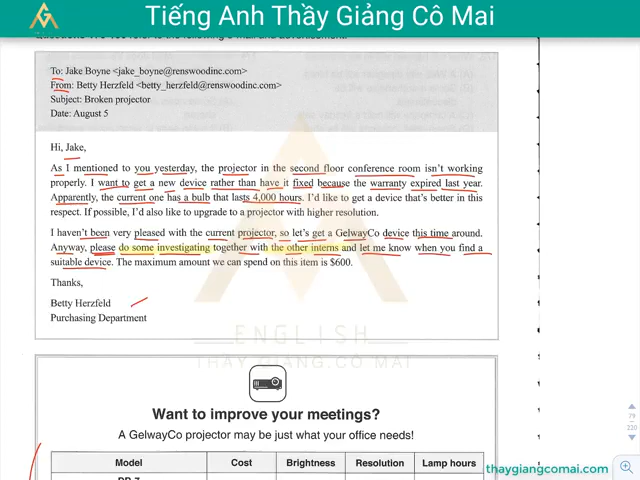 Tiếng Anh Thầy Giảng Cô Mai
To: Jake Boyne <jake_boyne@renswoodinc.com>
From: Betty Herzfeld <betty_herzfeld@renswoodinc.com>
Subject: Broken projector
Date: August 5
Hi, Jake,
As I mentioned to you yesterday, the projector in the second floor conference room isn't working
properly. I want to get a new device rather than have it fixed because the warranty expired last year.
Apparently, the current one has a bulb that lasts 4,000 hours. I'd like to get a device that's better in this
respect. If possible, I'd also like to upgrade to a projector with higher resolution.
I haven't been very pleased with the current projector, so let's get a GelwayCo device this time around.
Anyway, please do some investigating together with the other interns and let me know when you find a
suitable device. The maximum amount we can spend on this item is $600.
Thanks,
Betty Herzfeld
Purchasing Department
ENGLISH
THAY GIANG.CO MAI
Want to improve your meetings?
A GelwayCo projector may be just what your office needs!
Model Cost Brightness Resolution Lamp hours
79
220
thaygiangcomai.com